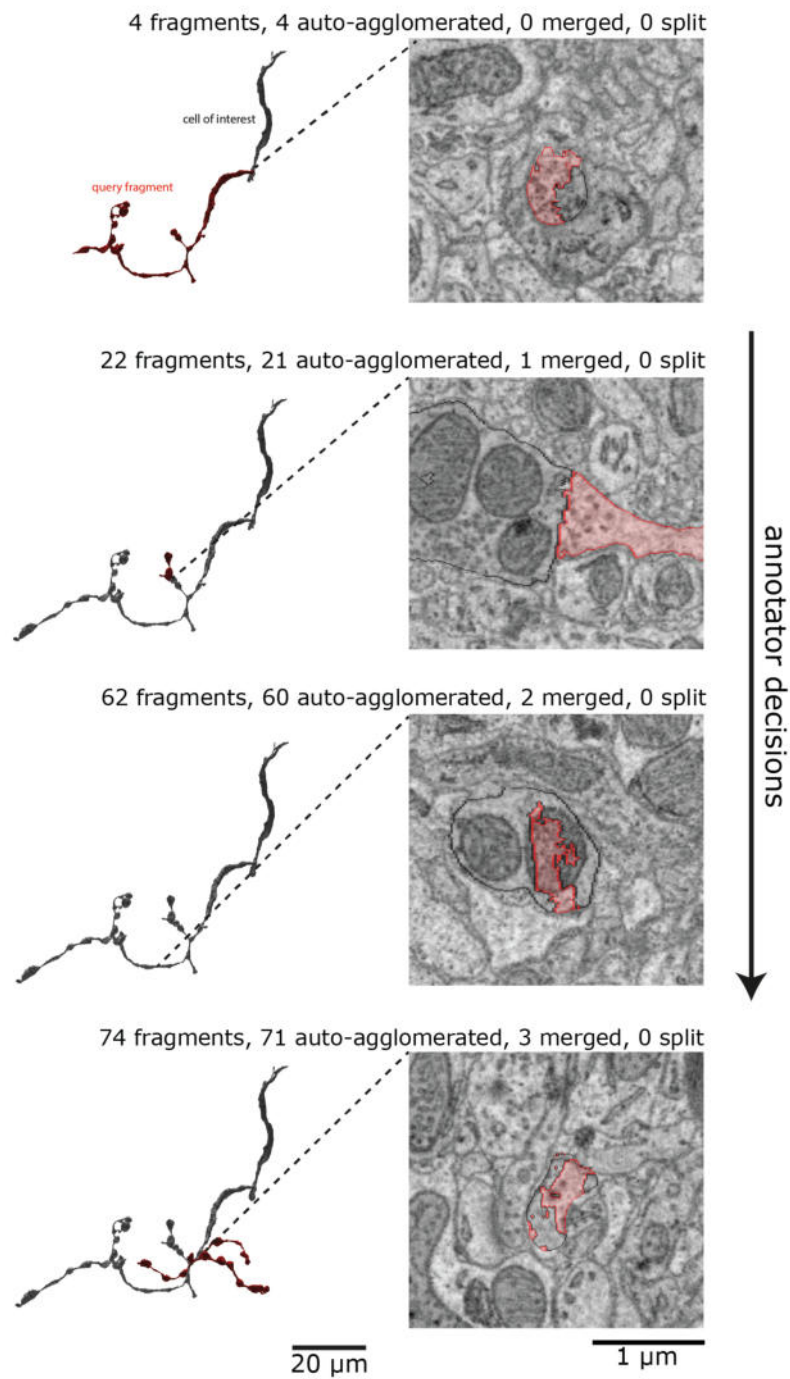 4 fragments, 4 auto-agglomerated, 0 merged, 0 split
cell of interest
query fragment
22 fragments, 21 auto-agglomerated, 1 merged, 0 split
annotator decisions
62 fragments, 60 auto-agglomerated, 2 merged, 0 split
74 fragments, 71 auto-agglomerated, 3 merged, 0 split
20 µm
1 µm